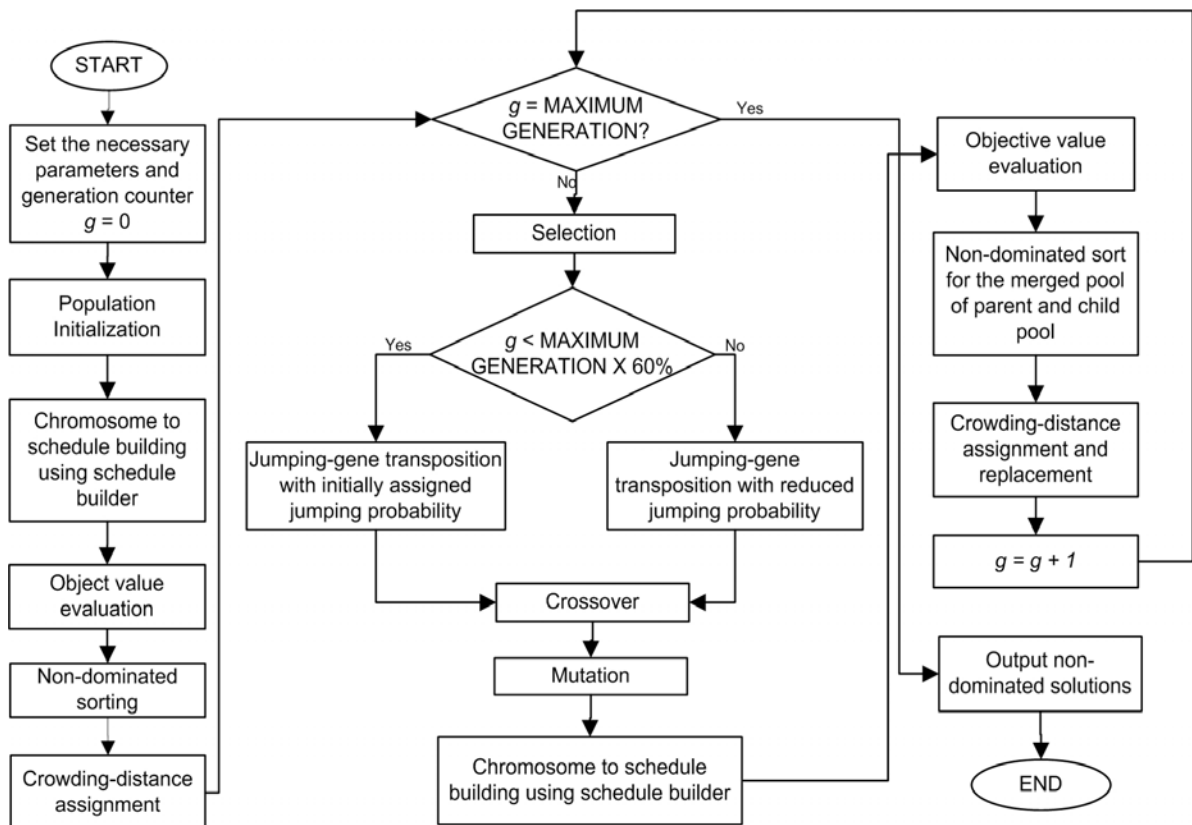 START
Set the necessary
parameters and
generation counter
g = 0
Population
Initialization
Chromosome to
schedule building
using schedule
builder
Object value
evaluation
Non-dominated
sorting
Crowding-distance
assignment
g = MAXIMUM
GENERATION?
Yes
No
Selection
g < MAXIMUM
GENERATION X 60%
Yes
No
Jumping-gene transposition
with initially assigned
jumping probability
Jumping-gene
transposition with reduced
jumping probability
Crossover
Mutation
Chromosome to schedule
building using schedule builder
Objective value
evaluation
Non-dominated sort
for the merged pool
of parent and child
pool
Crowding-distance
assignment and
replacement
g = g + 1
Output non-
dominated solutions
END